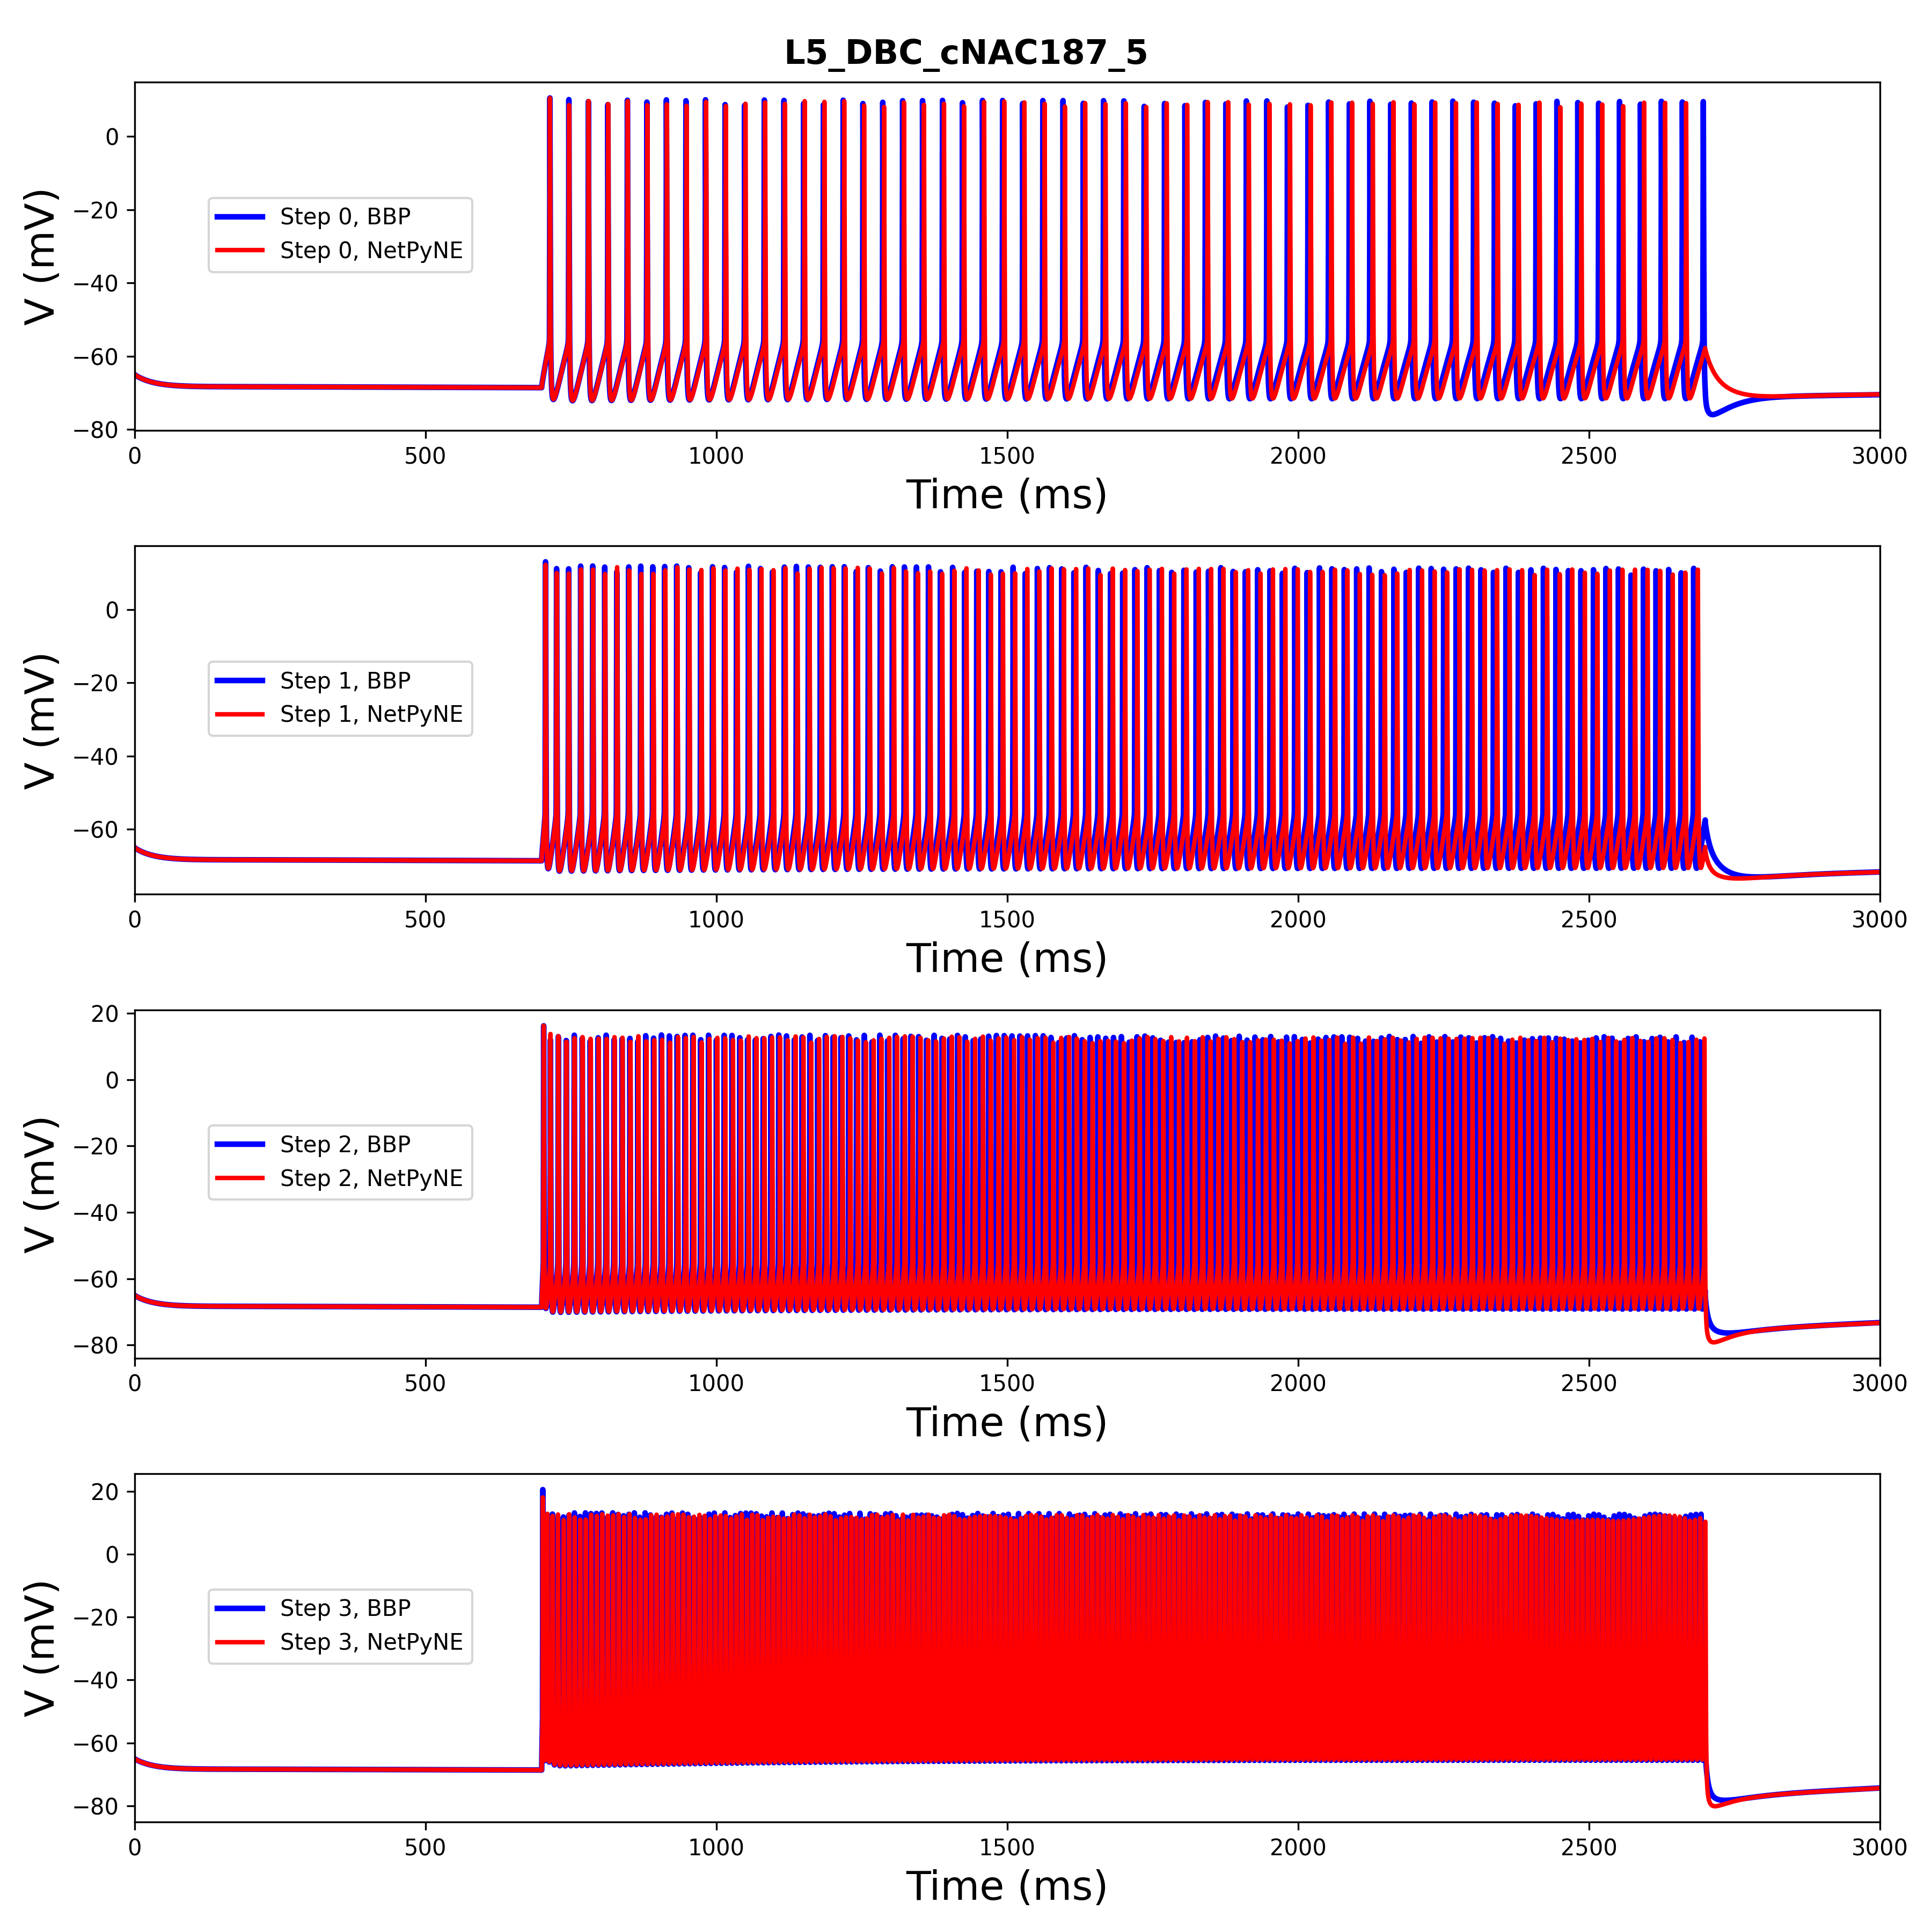 L5_DBC_cNAC187_5
0
−20
−40
−60
−80
V (mV)
Step 0, BBP
Step 0, NetPyNE
0 500 1000 1500 2000 2500 3000
Time (ms)
0
−20
−40
−60
V (mV)
Step 1, BBP
Step 1, NetPyNE
0 500 1000 1500 2000 2500 3000
Time (ms)
20
0
−20
−40
−60
−80
V (mV)
Step 2, BBP
Step 2, NetPyNE
0 500 1000 1500 2000 2500 3000
Time (ms)
20
0
−20
−40
−60
−80
V (mV)
Step 3, BBP
Step 3, NetPyNE
0 500 1000 1500 2000 2500 3000
Time (ms)